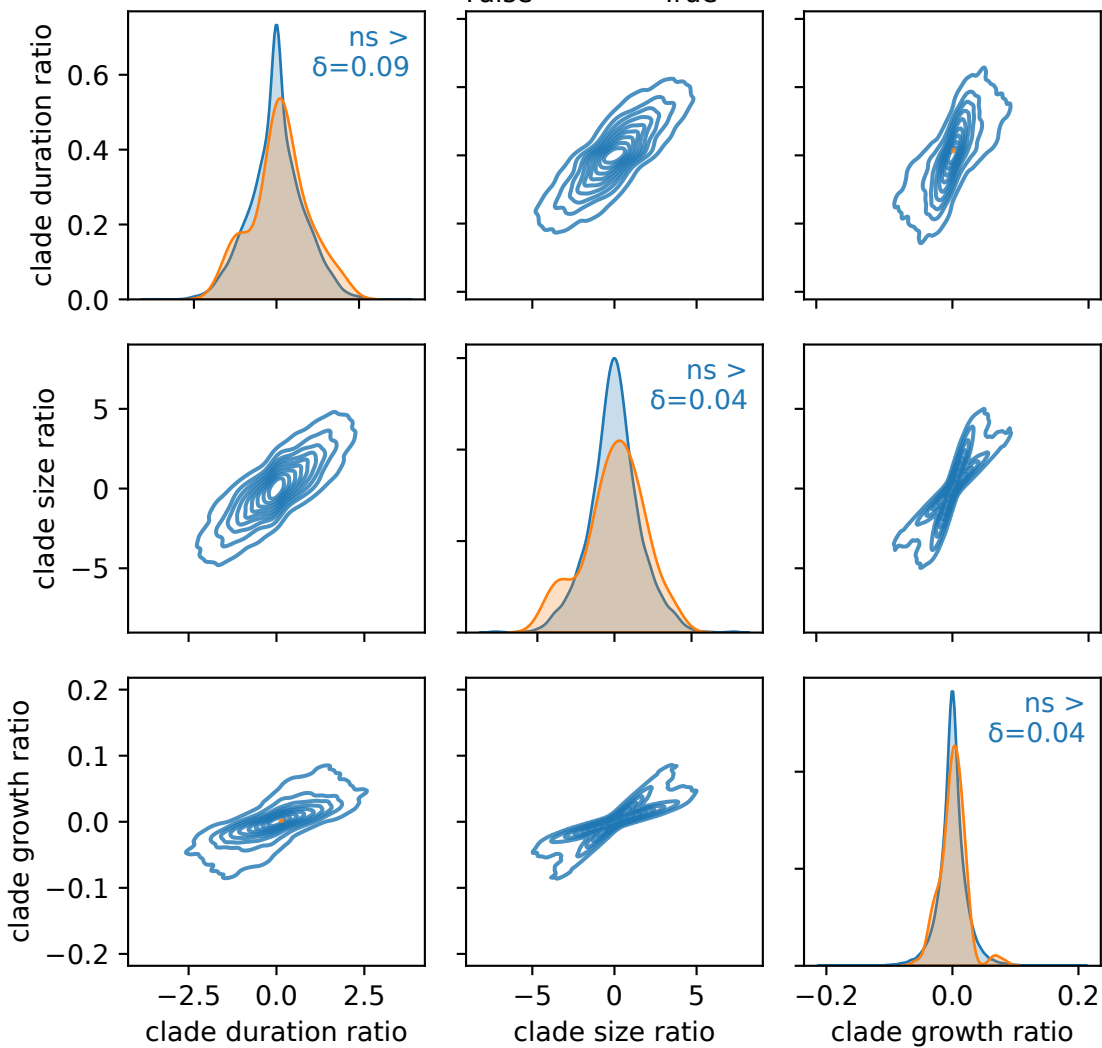 False True
clade duration ratio
0.6
0.4
0.2
0.0
ns >
δ=0.09
clade size ratio
5
0
−5
ns >
δ=0.04
clade growth ratio
0.2
0.1
0.0
−0.1
−0.2
ns >
δ=0.04
−2.5 0.0 2.5
−5 0 5
−0.2 0.0 0.2
clade duration ratio
clade size ratio
clade growth ratio